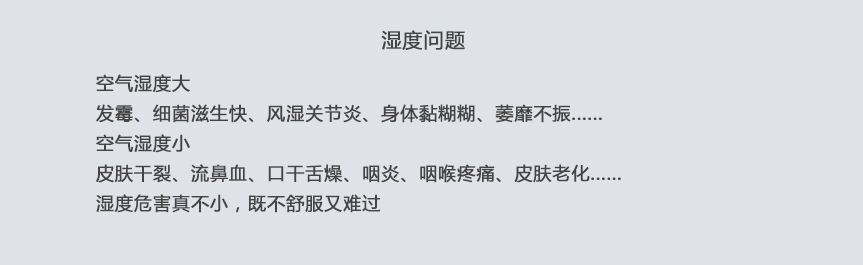 湿度问题
空气湿度大
发霉、细菌滋生快、风湿关节炎、身体黏糊糊、萎靡不振......
空气湿度小
皮肤干裂、流鼻血、口干舌燥、咽炎、咽喉疼痛、皮肤老化......
湿度危害真不小，既不舒服又难过